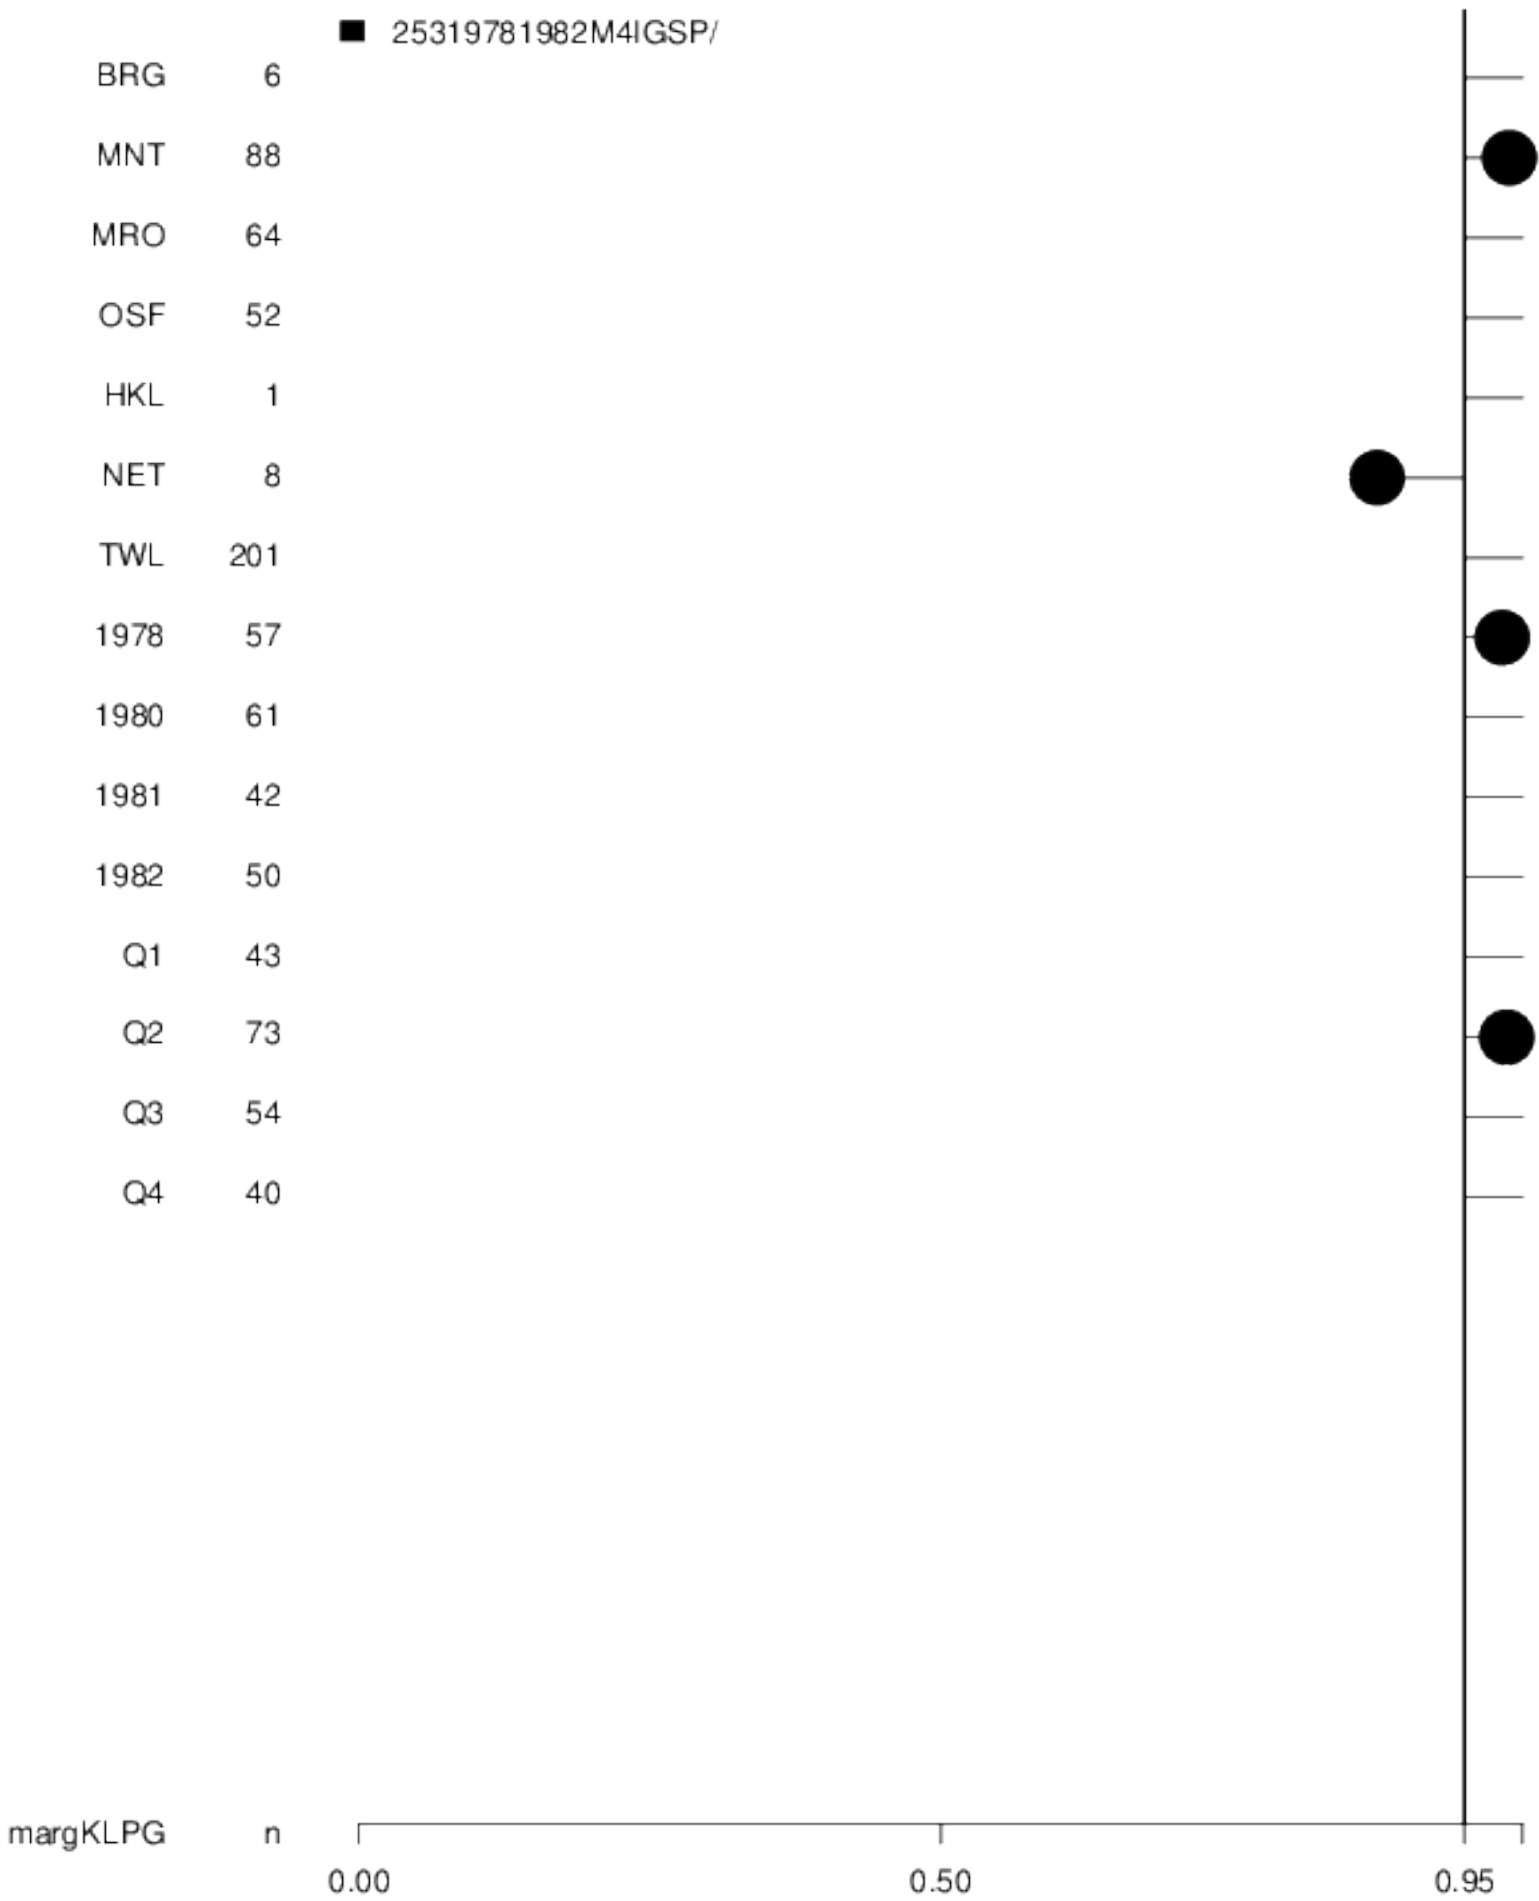 25319781982M4IGSP/
BRG 6
MNT 88
MRO 64
OSF 52
HKL 1
NET 8
TWL 201
1978 57
1980 61
1981 42
1982 50
Q1 43
Q2 73
Q3 54
Q4 40
margKLPG n
0.00 0.50 0.95